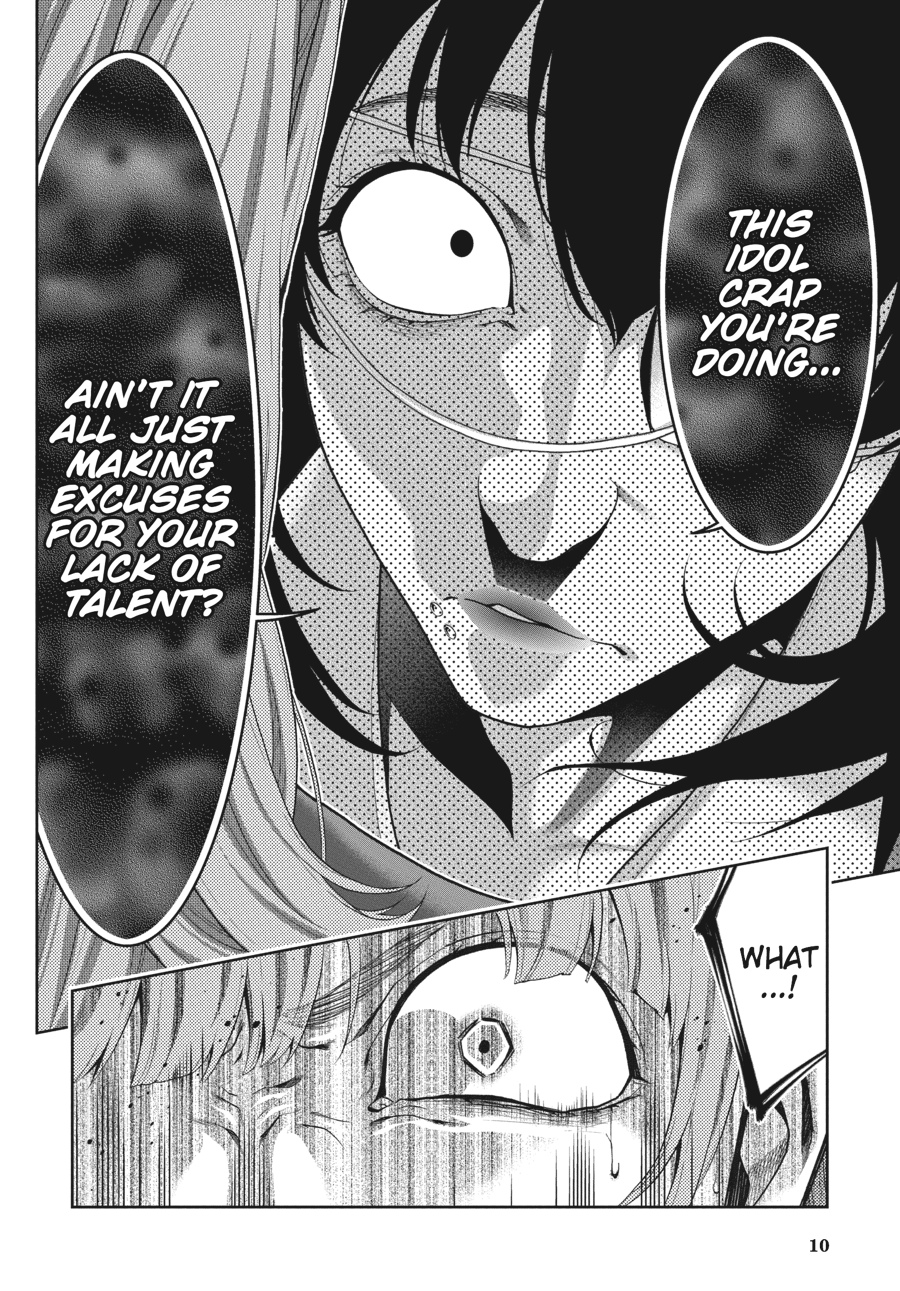 THIS
IDOL
CRAP
YOU'RE
DOING...
AIN'T IT
ALL JUST
MAKING
EXCUSES
FOR YOUR
LACK OF
TALENT?
WHAT
...!
10